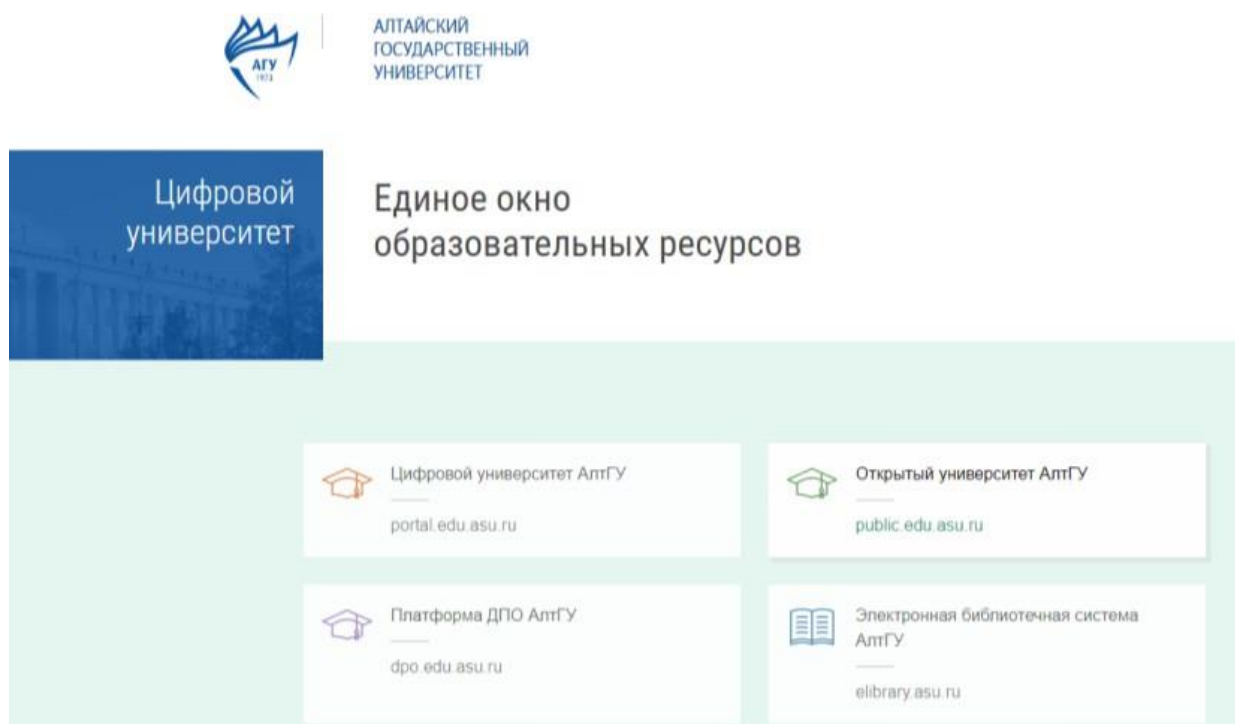 АГУ
1973
АЛТАЙСКИЙ
ГОСУДАРСТВЕННЫЙ
УНИВЕРСИТЕТ
Цифровой
университет
Единое окно
образовательных ресурсов
Цифровой университет АлтГУ
portal.edu.asu.ru
Открытый университет АлтГУ
public.edu.asu.ru
Платформа ДПО АлтГУ
dpo.edu.asu.ru
Электронная библиотечная система
АлтГУ
elibrary.asu.ru